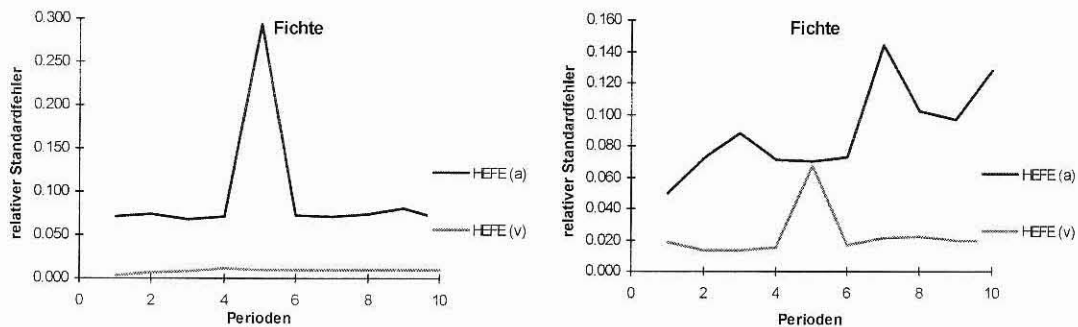 Fichte
relativer Standardfehler
0.300
0.250
0.200
0.150
0.100
0.050
0.000
0 2 4 6 8 10
Perioden
HEFE (a)
HEFE (v)
Fichte
relativer Standardfehler
0.160
0.140
0.120
0.100
0.080
0.060
0.040
0.020
0.000
0 2 4 6 8 10
Perioden
HEFE (a)
HEFE (v)